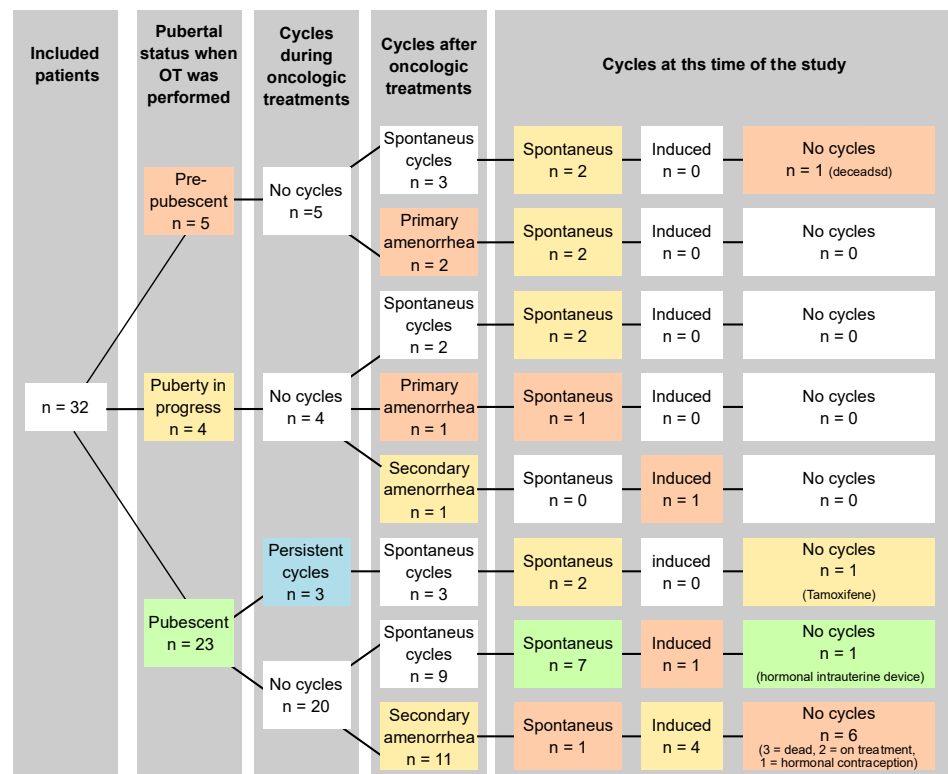 Included
patients
Pubertal
status when
OT was
performed
Cycles
during
oncologic
treatments
Cycles after
oncologic
treatments
Cycles at ths time of the study
n = 32
Pre-
pubescent
n = 5
No cycles
n =5
Spontaneus
cycles
n = 3
Spontaneus
n = 2
Induced
n = 0
No cycles
n = 1 (deceadsd)
Primary
amenorrhea
n = 2
Spontaneus
n = 2
Induced
n = 0
No cycles
n = 0
Puberty in
progress
n = 4
No cycles
n = 4
Spontaneus
cycles
n = 2
Spontaneus
n = 2
Induced
n = 0
No cycles
n = 0
Primary
amenorrhea
n = 1
Spontaneus
n = 1
Induced
n = 0
No cycles
n = 0
Secondary
amenorrhea
n = 1
Spontaneus
n = 0
Induced
n = 1
No cycles
n = 0
Pubescent
n = 23
Persistent
cycles
n = 3
Spontaneus
cycles
n = 3
Spontaneus
n = 2
induced
n = 0
No cycles
n = 1
(Tamoxifene)
No cycles
n = 20
Spontaneus
cycles
n = 9
Spontaneus
n = 7
Induced
n = 1
No cycles
n = 1
(hormonal intrauterine device)
Secondary
amenorrhea
n = 11
Spontaneus
n = 1
Induced
n = 4
No cycles
n = 6
(3 = dead, 2 = on treatment,
1 = hormonal contraception)